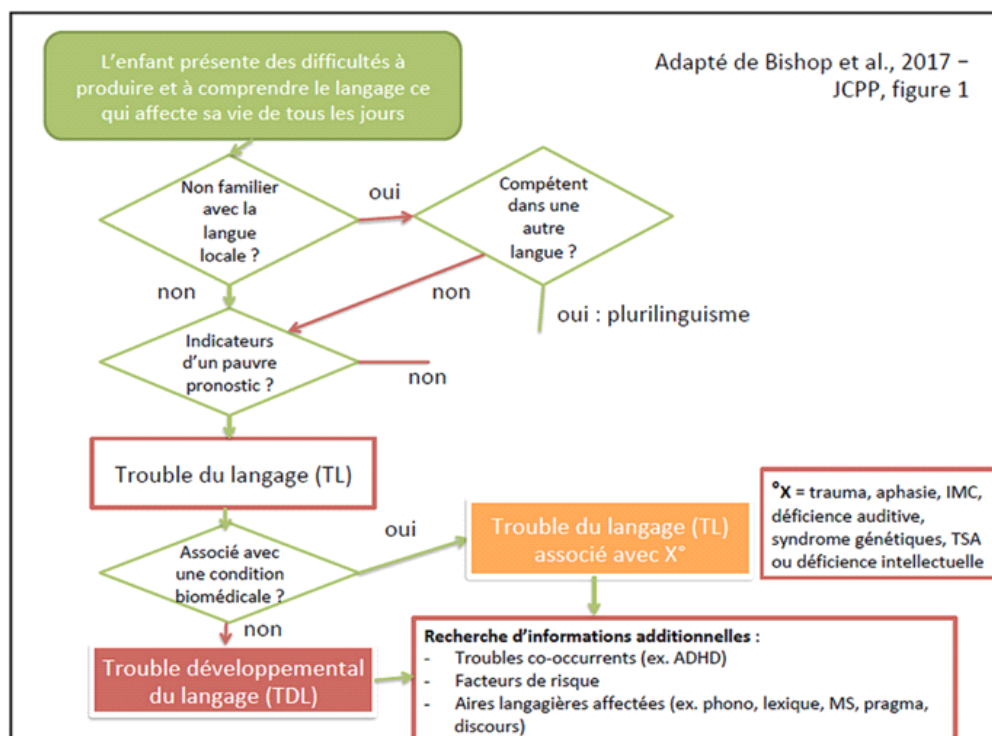 L'enfant présente des difficultés à
produire et à comprendre le langage ce
qui affecte sa vie de tous les jours
Adapté de Bishop et al., 2017 –
JCPP, figure 1
Non familier
avec la
langue
locale ?
oui
Compétent
dans une
autre
langue ?
non
non
oui : plurilinguisme
Indicateurs
d'un pauvre
pronostic ?
non
Trouble du langage (TL)
Associé avec
une condition
biomédicale ?
oui
Trouble du langage (TL)
associé avec X°
°X = trauma, aphasie, IMC,
déficience auditive,
syndrome génétiques, TSA
ou déficience intellectuelle
non
Trouble développemental
du langage (TDL)
Recherche d'informations additionnelles :
- Troubles co-occurrents (ex. ADHD)
- Facteurs de risque
- Aires langagières affectées (ex. phono, lexique, MS, pragma,
discours)